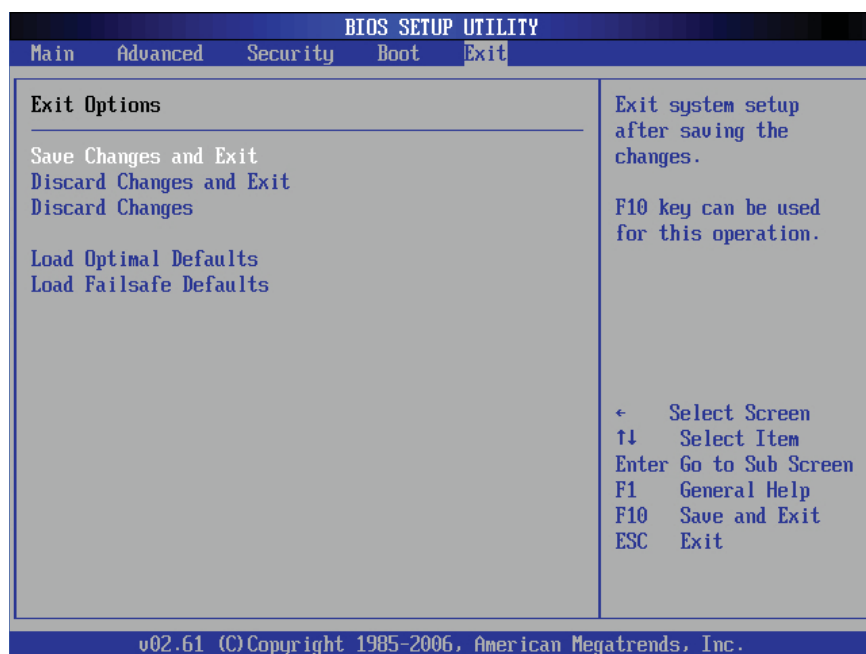 BIOS SETUP UTILITY
Main Advanced Security Boot Exit
Exit Options
Save Changes and Exit
Discard Changes and Exit
Discard Changes
Load Optimal Defaults
Load Failsafe Defaults
Exit system setup
after saving the
changes.
F10 key can be used
for this operation.
← Select Screen
↑↓ Select Item
Enter Go to Sub Screen
F1 General Help
F10 Save and Exit
ESC Exit
v02.61 (C)Copyright 1985-2006, American Megatrends, Inc.